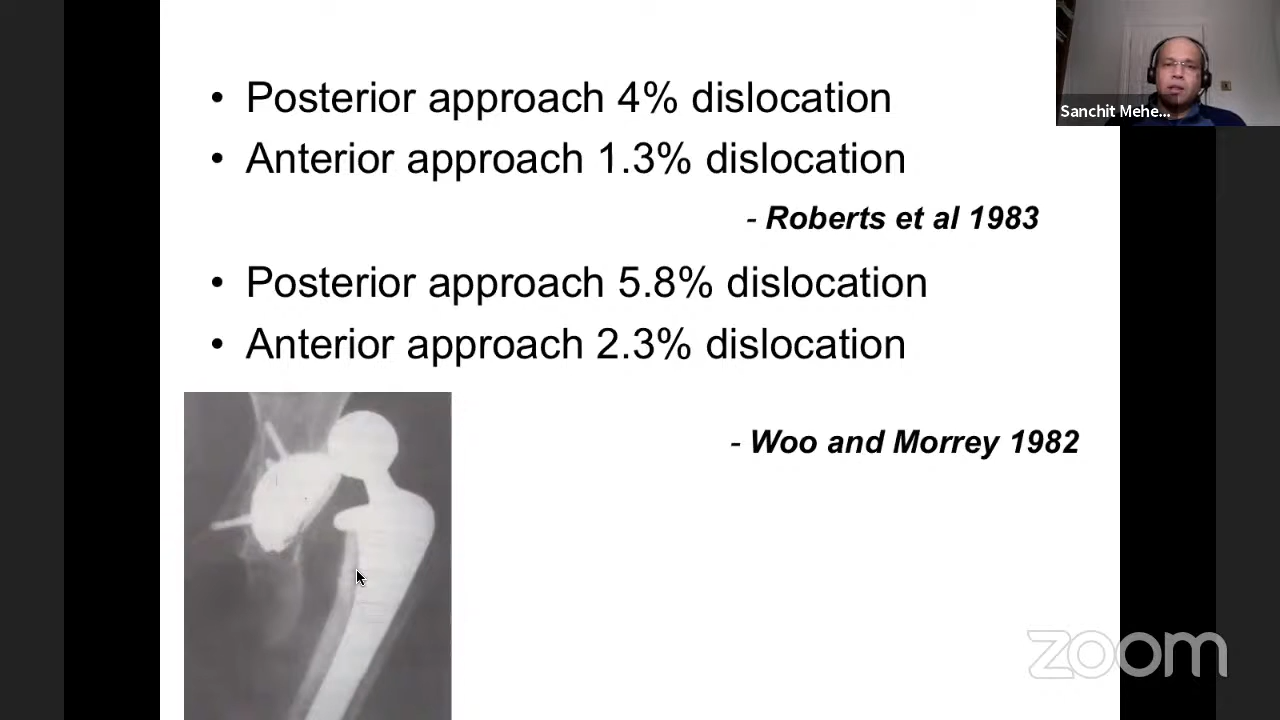 • Posterior approach 4% dislocation
• Anterior approach 1.3% dislocation
- Roberts et al 1983
• Posterior approach 5.8% dislocation
• Anterior approach 2.3% dislocation
- Woo and Morrey 1982
Sanchit Mehe...
zoom